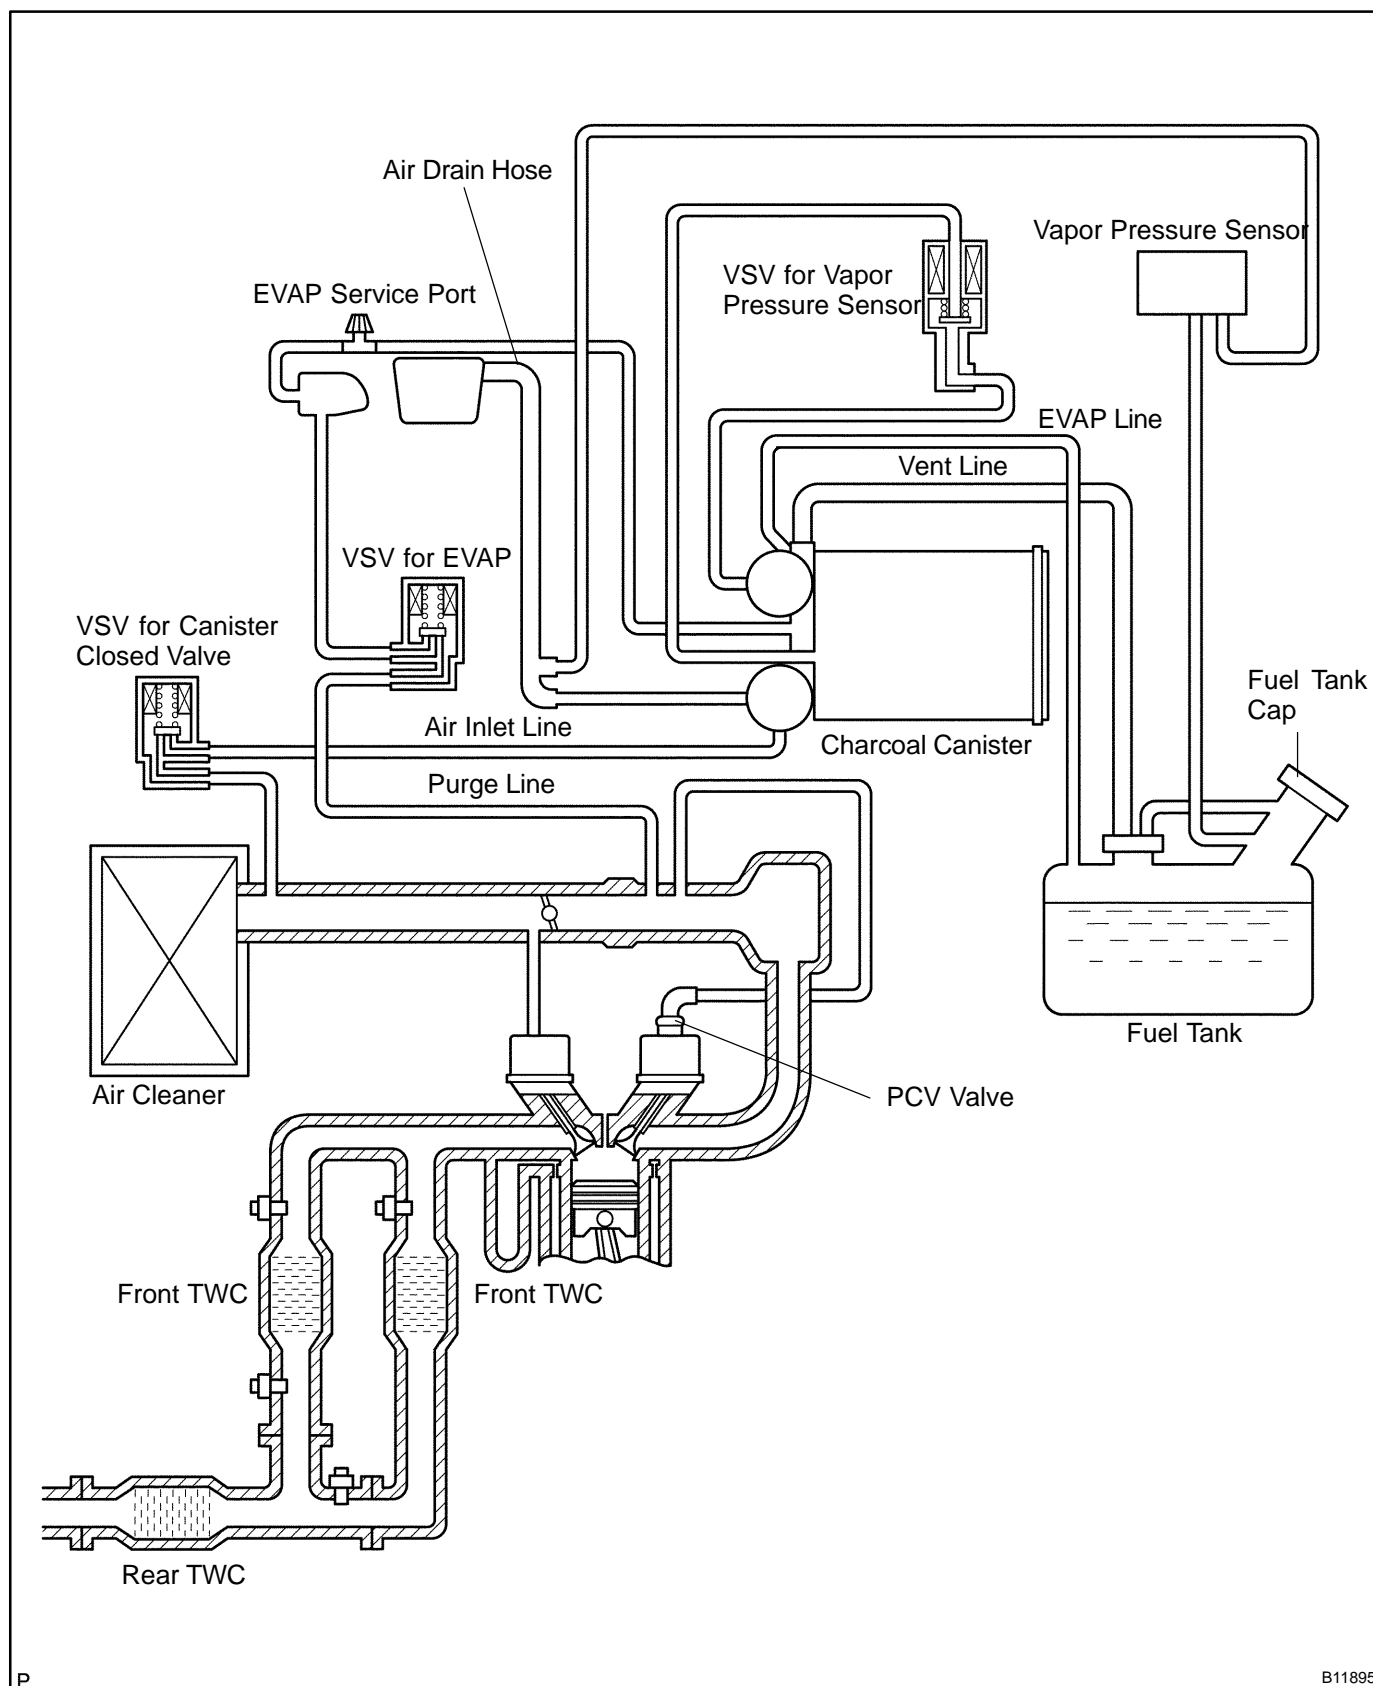 Air Drain Hose
Vapor Pressure Sensor
VSV for Vapor
Pressure Sensor
EVAP Service Port
EVAP Line
Vent Line
VSV for EVAP
VSV for Canister
Closed Valve
Fuel Tank
Cap
Air Inlet Line
Charcoal Canister
Purge Line
Fuel Tank
Air Cleaner
PCV Valve
Front TWC
Front TWC
Rear TWC
P
B11895